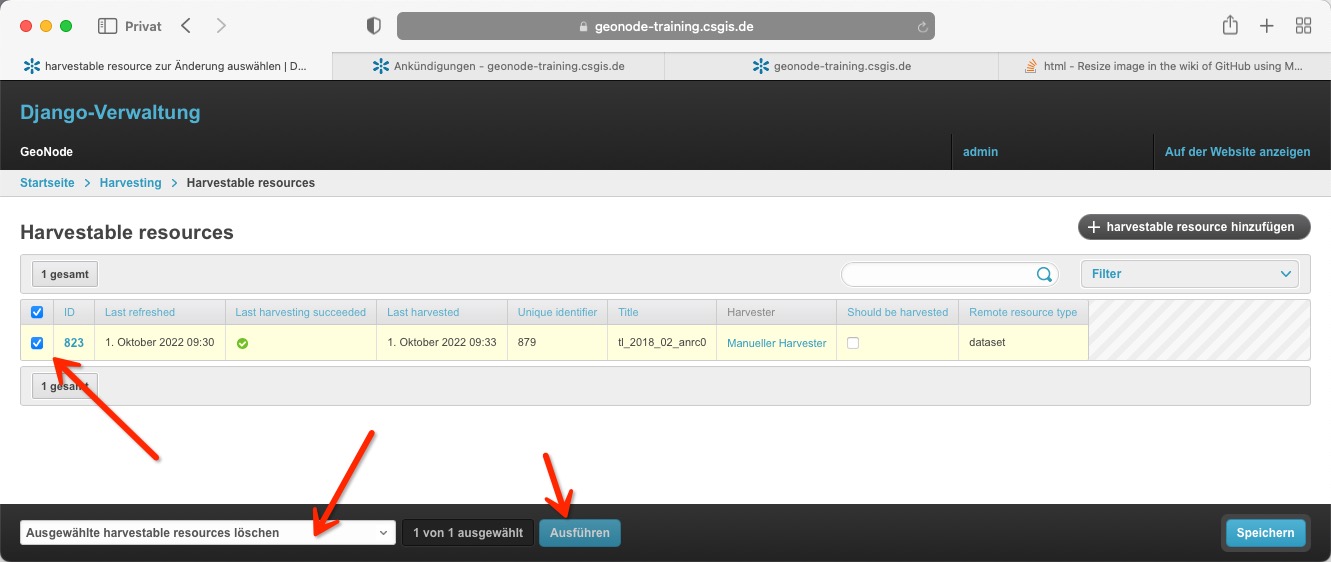 Privat
geonode-training.csgis.de
harvestable resource zur Änderung auswählen | D...
Ankündigungen - geonode-training.csgis.de
geonode-training.csgis.de
html - Resize image in the wiki of GitHub using M...
Django-Verwaltung
GeoNode
admin
Auf der Website anzeigen
Startseite > Harvesting > Harvestable resources
Harvestable resources
+ harvestable resource hinzufügen
1 gesamt
Filter
ID Last refreshed Last harvesting succeeded Last harvested Unique identifier Title Harvester Should be harvested Remote resource type
823 1. Oktober 2022 09:30 1. Oktober 2022 09:33 879 tl_2018_02_anrc0 Manueller Harvester dataset
1 gesamt
Ausgewählte harvestable resources löschen
1 von 1 ausgewählt
Ausführen
Speichern